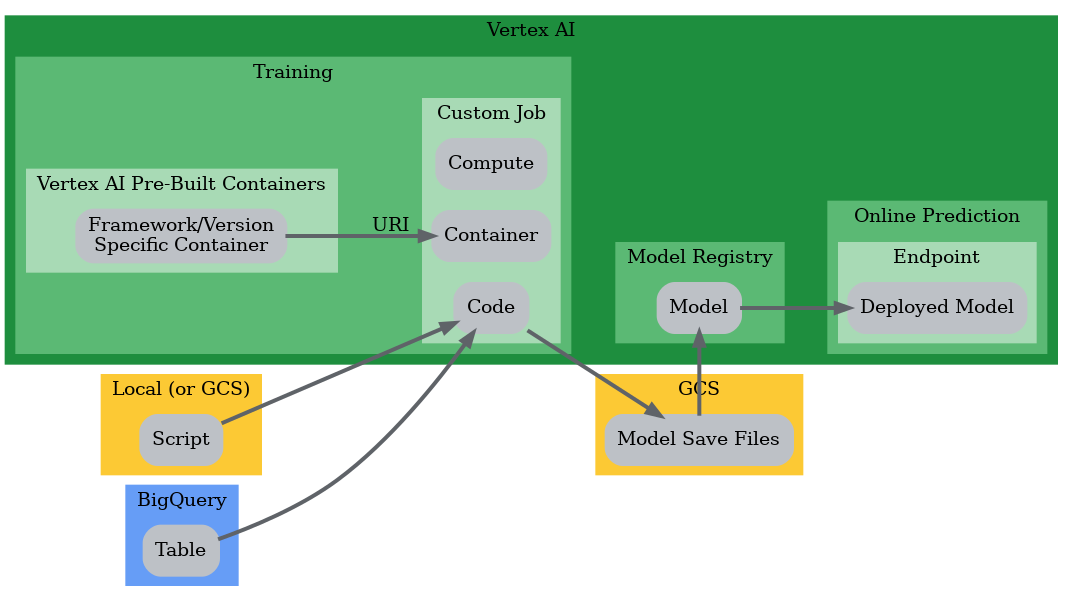 Vertex AI
Training
Custom Job
Compute
Vertex AI Pre-Built Containers
Framework/Version
Specific Container
URI
Container
Code
Model Registry
Model
Online Prediction
Endpoint
Deployed Model
Local (or GCS)
Script
GCS
Model Save Files
BigQuery
Table